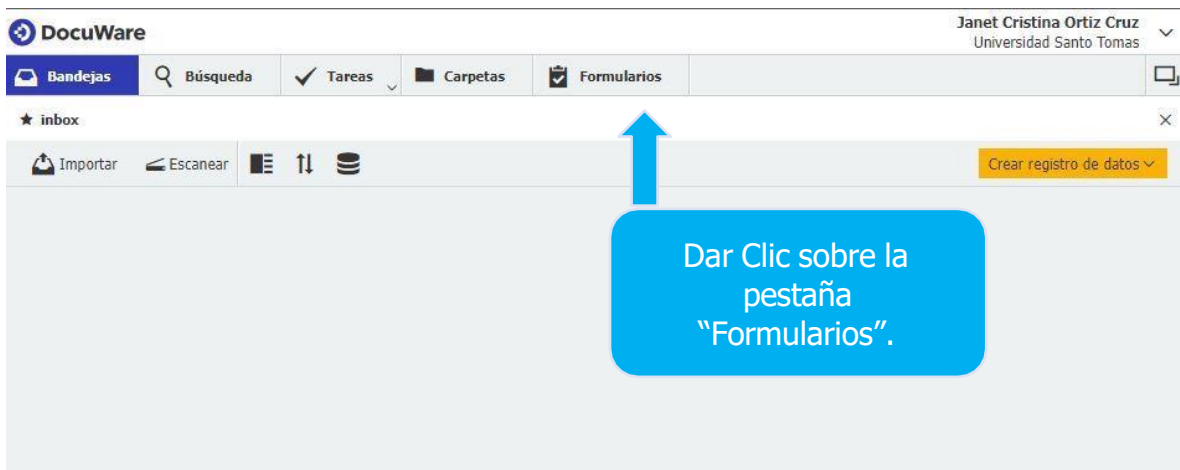 DocuWare
Janet Cristina Ortiz Cruz
Universidad Santo Tomas
Bandejas Búsqueda Tareas Carpetas Formularios
inbox
Importar Escanear Crear registro de datos
Dar Clic sobre la
pestaña
“Formularios”.